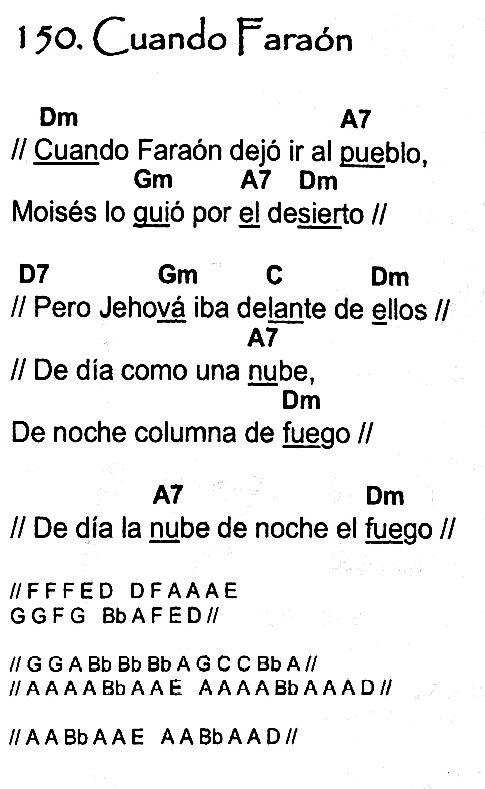 150. Cuando Faraón
Dm A7
// Cuando Faraón dejó ir al pueblo,
Gm A7 Dm
Moisés lo guió por el desierto //
D7 Gm C Dm
// Pero Jehová iba delante de ellos //
A7
// De día como una nube,
Dm
De noche columna de fuego //
A7 Dm
// De día la nube de noche el fuego //
//F F F E D D F A A A E
G G F G Bb A F E D//
//G G A Bb Bb Bb A G C C Bb A//
//A A A A Bb A A E A A A A Bb A A A D//
//A A Bb A A E A A Bb A A D//